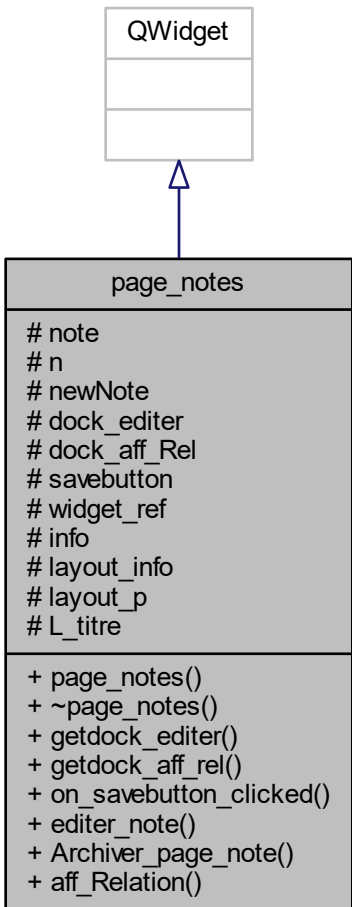 QWidget
page_notes
# note
# n
# newNote
# dock_editer
# dock_aff_Rel
# savebutton
# widget_ref
# info
# layout_info
# layout_p
# L_titre
+ page_notes()
+ ~page_notes()
+ getdock_editer()
+ getdock_aff_rel()
+ on_savebutton_clicked()
+ editer_note()
+ Archiver_page_note()
+ aff_Relation()